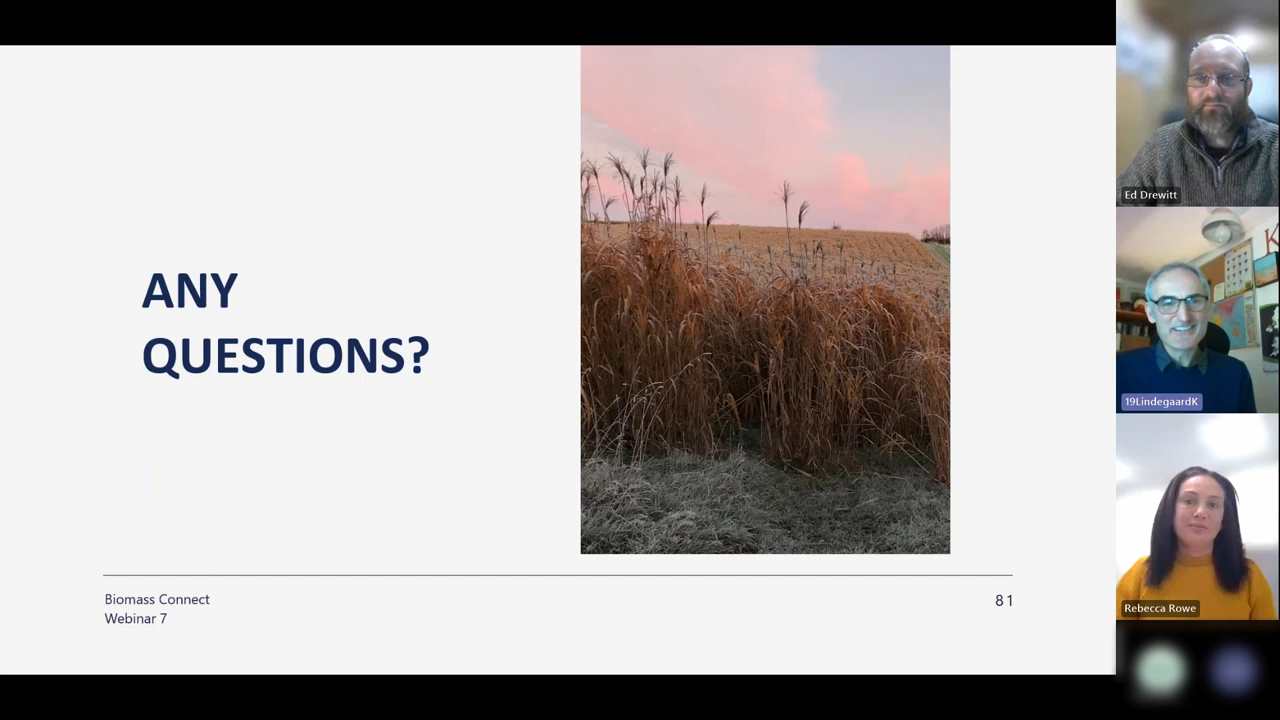 ANY
QUESTIONS?
Biomass Connect
Webinar 7
81
Ed Drewitt
19LindegaardK
Rebecca Rowe